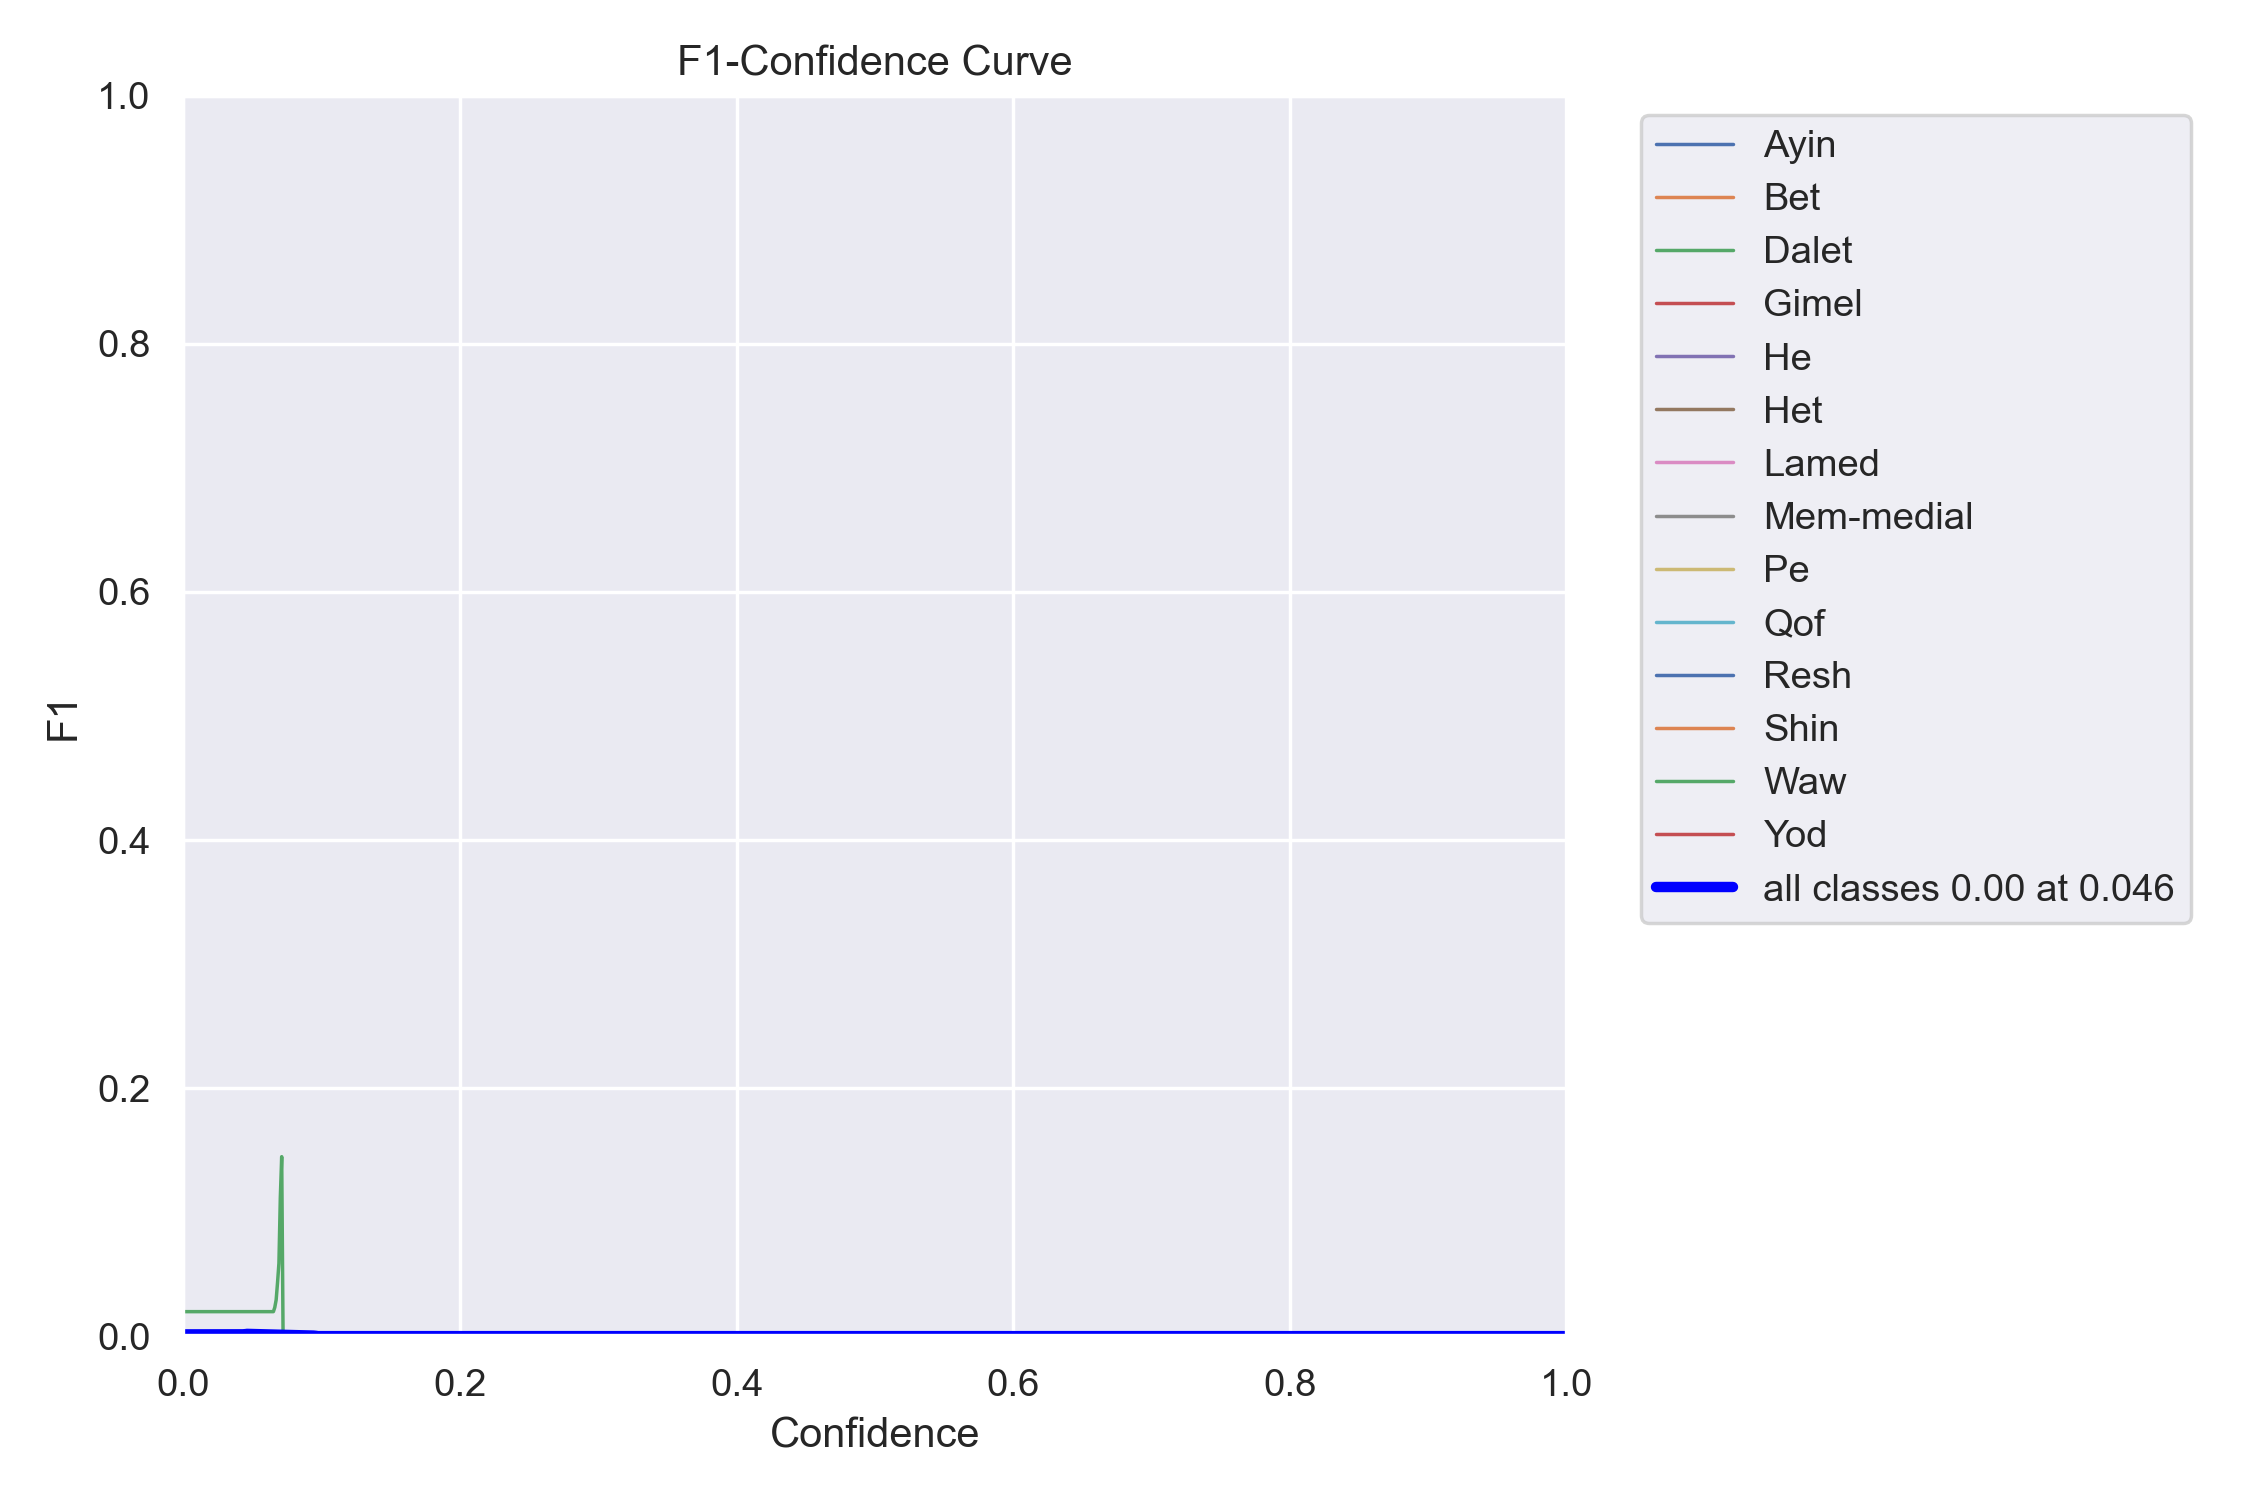 F1-Confidence Curve
1.0
0.8
0.6
0.4
0.2
0.0
F1
0.0 0.2 0.4 0.6 0.8 1.0
Confidence
Ayin
Bet
Dalet
Gimel
He
Het
Lamed
Mem-medial
Pe
Qof
Resh
Shin
Waw
Yod
all classes 0.00 at 0.046